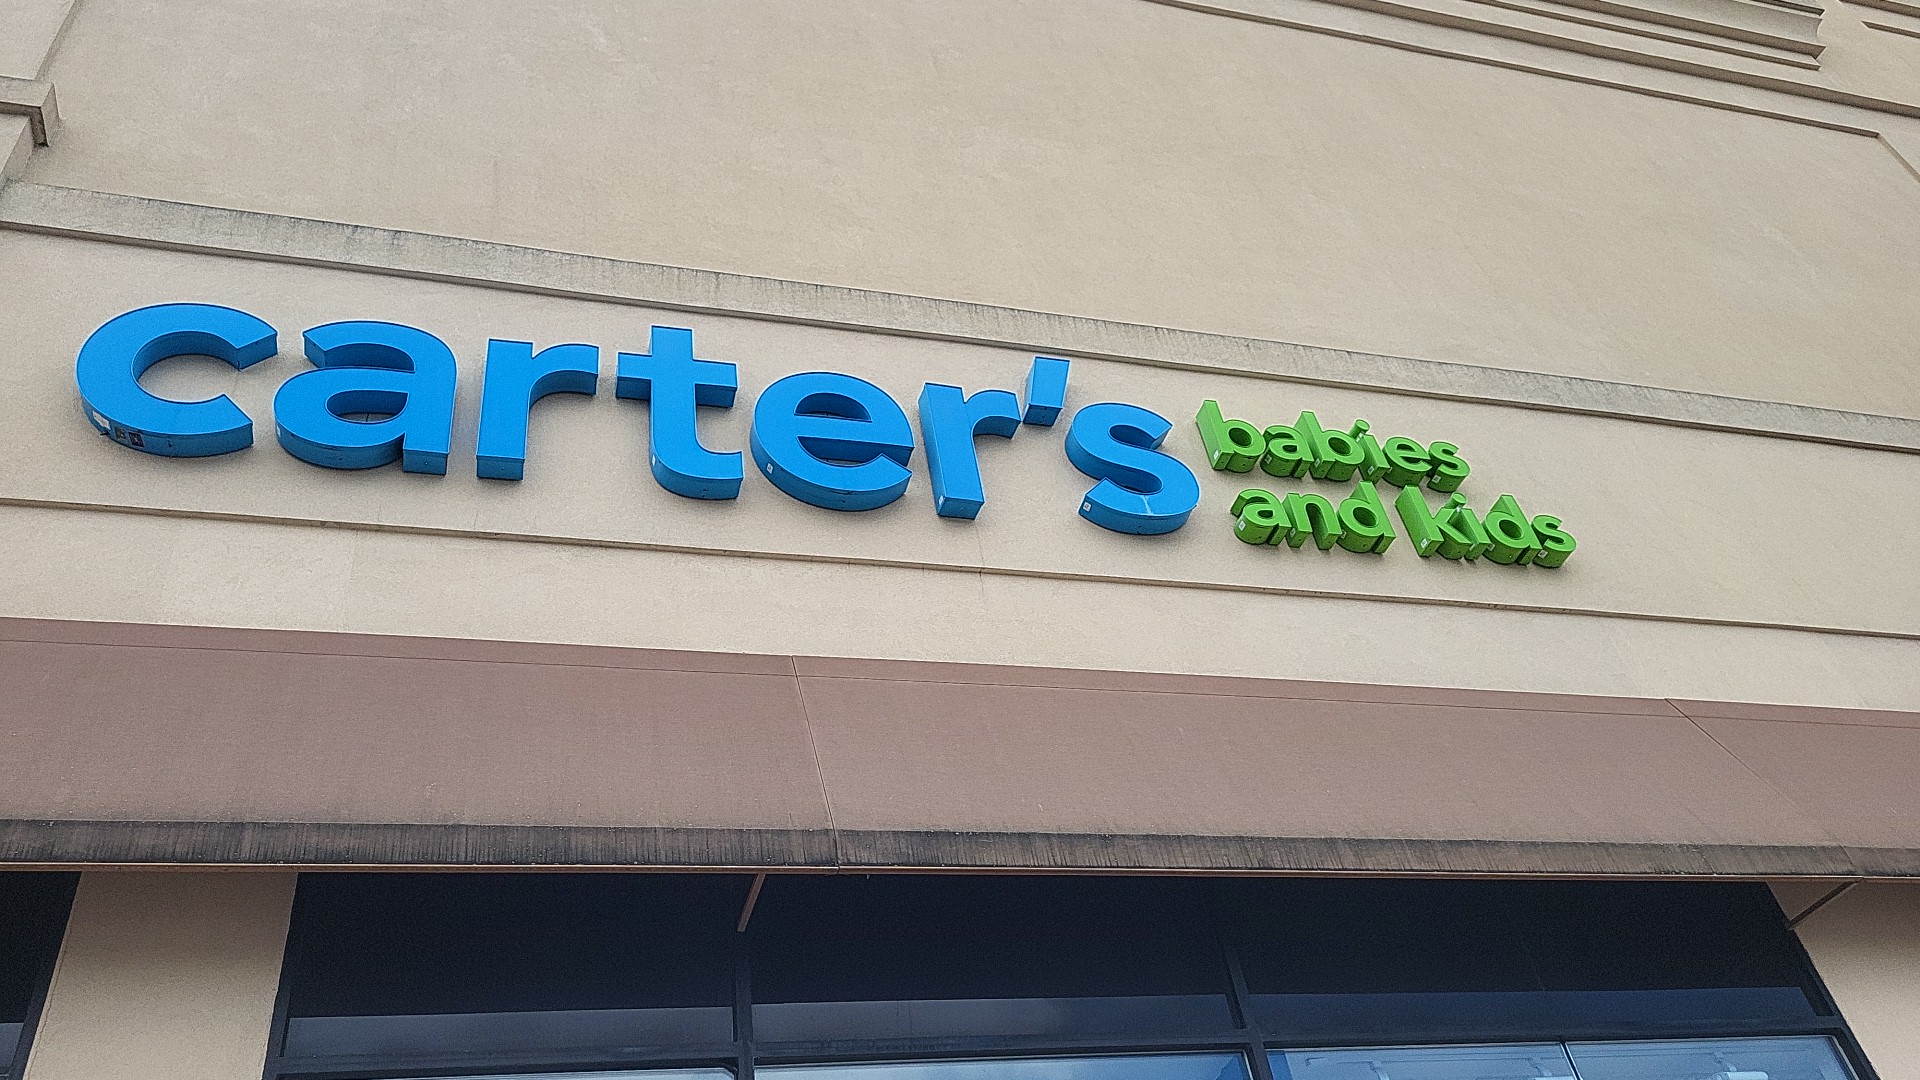 carter's
babies
and kids